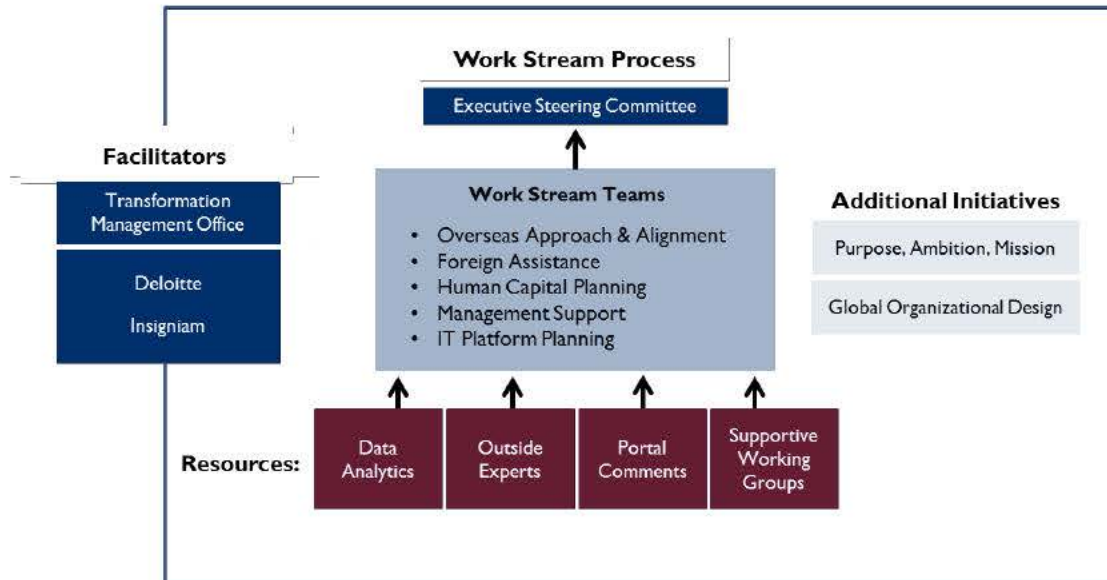 Work Stream Process
Executive Steering Committee
Facilitators
Transformation
Management Office
Deloitte
Insigniam
Work Stream Teams
• Overseas Approach & Alignment
• Foreign Assistance
• Human Capital Planning
• Management Support
• IT Platform Planning
Additional Initiatives
Purpose, Ambition, Mission
Global Organizational Design
Resources:
Data
Analytics
Outside
Experts
Portal
Comments
Supportive
Working
Groups